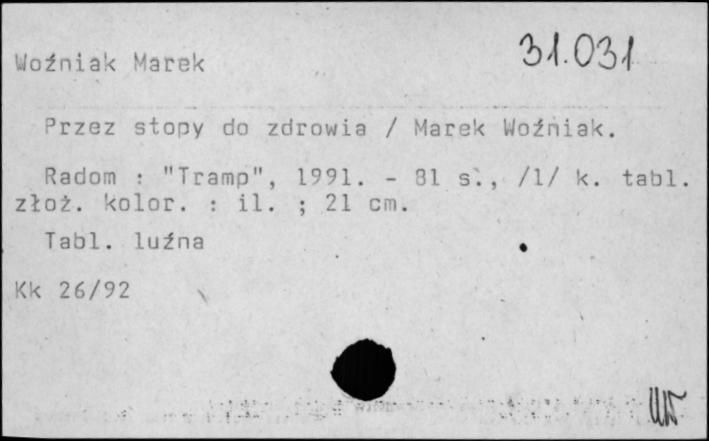 31.031
Woźniak Marek
Przez stopy do zdrowia / Marek Woźniak.
Radom : "Tramp", 1991. - 81 s., /1/ k. tabl.
złoż. kolor. : il. ; 21 cm.
Tabl. luźna
Kk 26/92